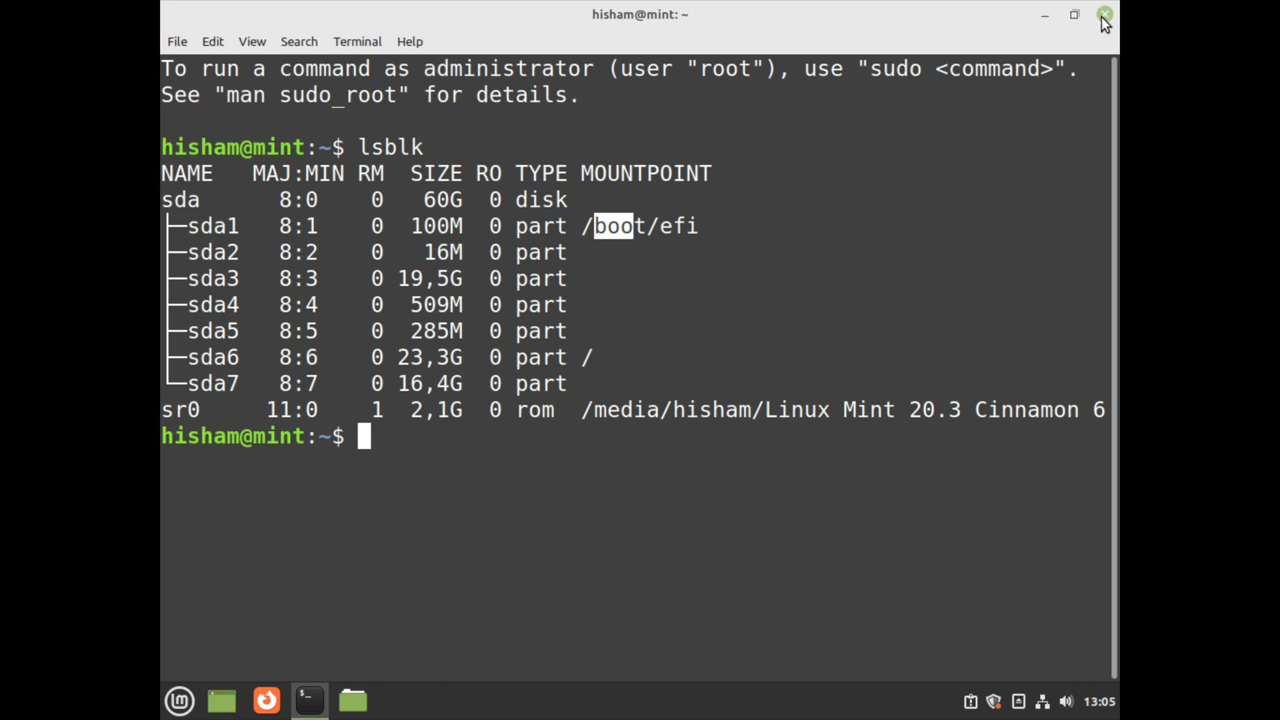 hisham@mint: ~
File Edit View Search Terminal Help
To run a command as administrator (user "root"), use "sudo <command>".
See "man sudo_root" for details.
hisham@mint:~$ lsblk
NAME   MAJ:MIN RM   SIZE RO TYPE MOUNTPOINT
sda      8:0    0    60G  0 disk
├─sda1   8:1    0   100M  0 part /boot/efi
├─sda2   8:2    0    16M  0 part
├─sda3   8:3    0  19,5G  0 part
├─sda4   8:4    0   509M  0 part
├─sda5   8:5    0   285M  0 part
├─sda6   8:6    0  23,3G  0 part /
└─sda7   8:7    0  16,4G  0 part
sr0     11:0    1   2,1G  0 rom  /media/hisham/Linux Mint 20.3 Cinnamon 6
hisham@mint:~$
13:05